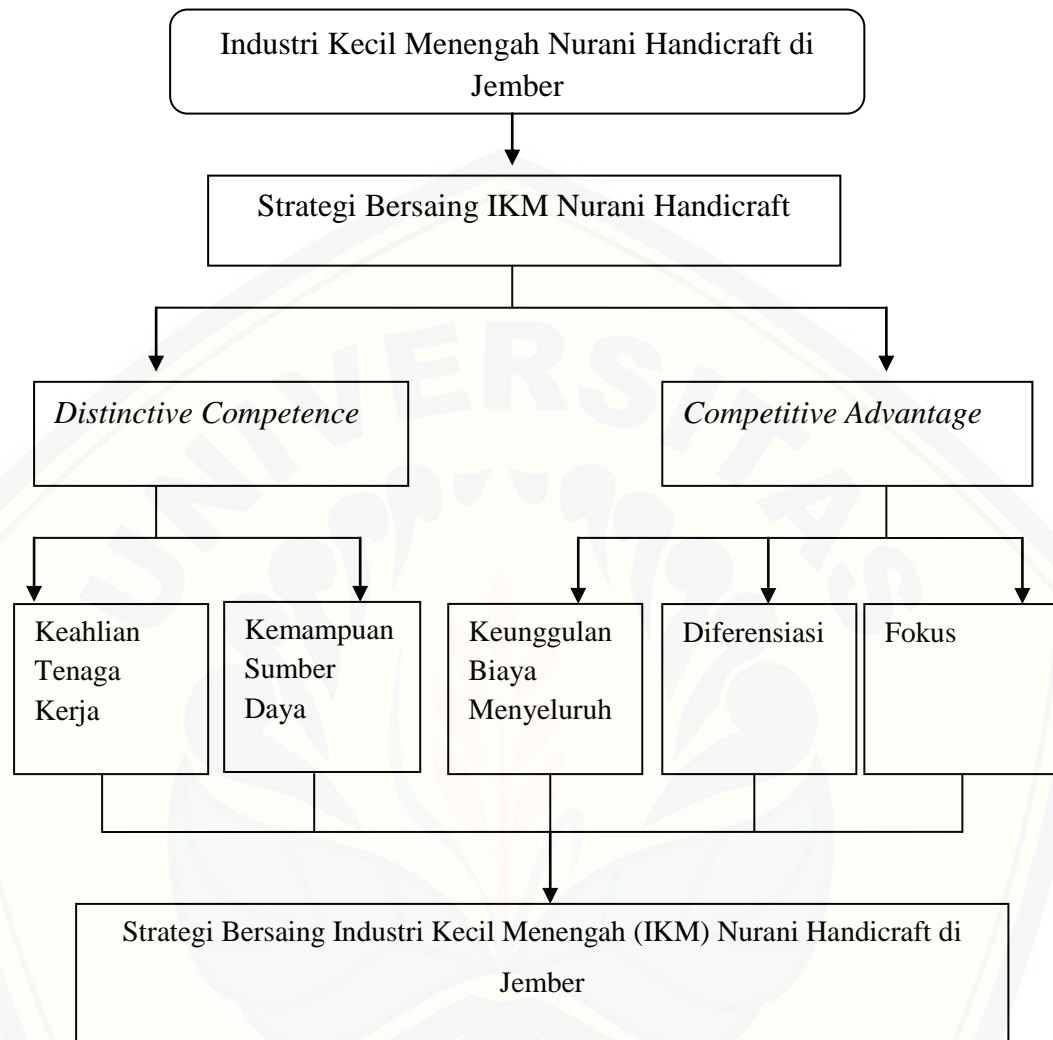 Industri Kecil Menengah Nurani Handicraft di
Jember
Strategi Bersaing IKM Nurani Handicraft
UNIVERSITAS
Distinctive Competence
Competitive Advantage
Keahlian
Tenaga
Kerja
Kemampuan
Sumber
Daya
Keunggulan
Biaya
Menyeluruh
Diferensiasi
Fokus
Strategi Bersaing Industri Kecil Menengah (IKM) Nurani Handicraft di
Jember